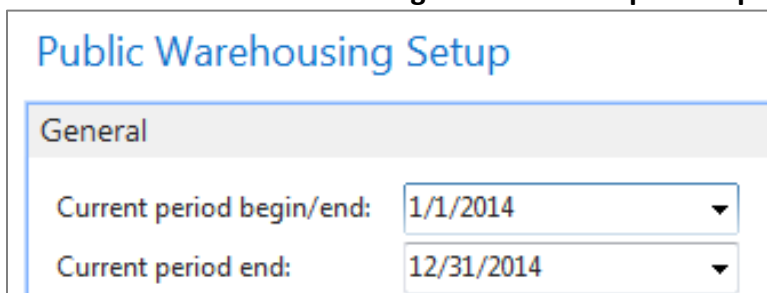 Public Warehousing Setup
General
Current period begin/end: 1/1/2014
Current period end: 12/31/2014